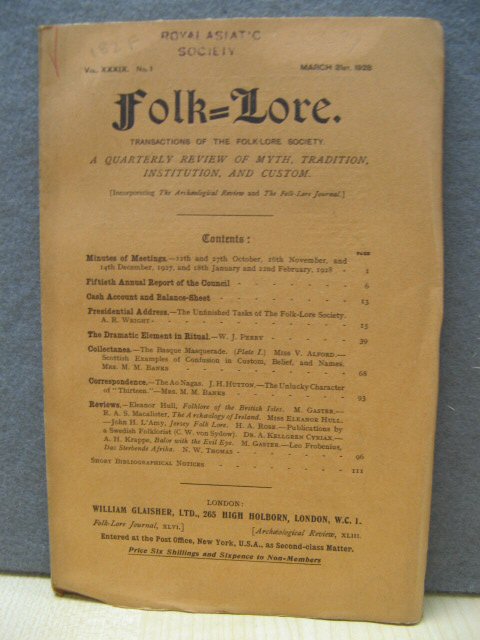 182 F
ROYAL ASIATIC
SOCIETY
VOL. XXXIX. No. 1
MARCH 31ST, 1928
Folk=Lore.
TRANSACTIONS OF THE FOLK-LORE SOCIETY.
A QUARTERLY REVIEW OF MYTH, TRADITION,
INSTITUTION, AND CUSTOM.
[Incorporating The Archæological Review and The Folk-Lore Journal.]
Contents:
PAGE
Minutes of Meetings.—12th and 27th October, 16th November, and
14th December, 1927, and 18th January and 22nd February, 1928 - 1
Fiftieth Annual Report of the Council - - - - - - 6
Cash Account and Balance-Sheet - - - - - - 13
Presidential Address.—The Unfinished Tasks of The Folk-Lore Society.
A. R. WRIGHT - - - - - - - - 15
The Dramatic Element in Ritual.—W. J. PERRY - - - - 39
Collectanea.—The Basque Masquerade. (Plate I.) MISS V. ALFORD.—
Scottish Examples of Confusion in Custom, Belief, and Names.
MRS. M. M. BANKS - - - - - - - 68
Correspondence.—The Ao Nagas. J. H. HUTTON.—The Unlucky Character
of "Thirteen."—MRS. M. M. BANKS - - - - - 93
Reviews.—Eleanor Hull, Folklore of the British Isles. M. GASTER.—
R. A. S. Macalister, The Archæology of Ireland. MISS ELEANOR HULL.
—John H. L'Amy, Jersey Folk Lore. H. A. ROSE.—Publications by
a Swedish Folklorist (C. W. von Sydow). DR. A. KELLGREN CYRIAX.—
A. H. Krappe, Balor with the Evil Eye. M. GASTER.—Leo Frobenius,
Das Sterbende Afrika. N. W. THOMAS - - - - - 96
SHORT BIBLIOGRAPHICAL NOTICES - - - - - - 111
LONDON:
WILLIAM GLAISHER, LTD., 265 HIGH HOLBORN, LONDON, W.C. 1.
Folk-Lore Journal, XLVI.] [Archæological Review, XLIII.
Entered at the Post Office, New York, U.S.A., as Second-class Matter.
Price Six Shillings and Sixpence to Non-Members